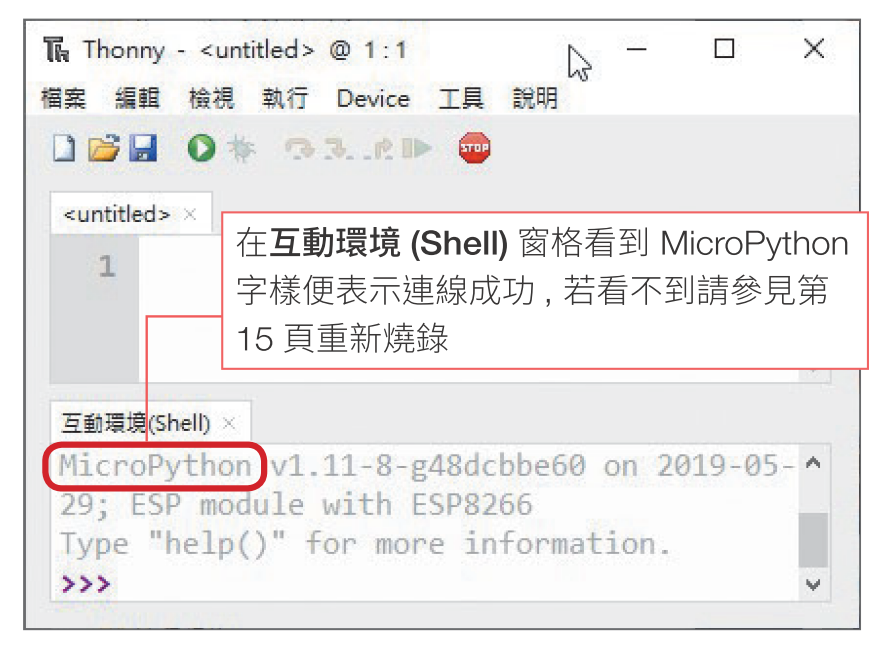 Thonny - <untitled> @ 1 : 1
檔案 編輯 檢視 執行 Device 工具 說明
STOP
<untitled> ×
1
在互動環境 (Shell) 窗格看到 MicroPython
字樣便表示連線成功 , 若看不到請參見第
15 頁重新燒錄
互動環境(Shell) ×
MicroPython v1.11-8-g48dcbbe60 on 2019-05-
29; ESP module with ESP8266
Type "help()" for more information.
>>>